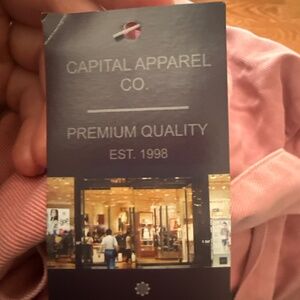 CAPITAL APPAREL
CO.
PREMIUM QUALITY
EST. 1998